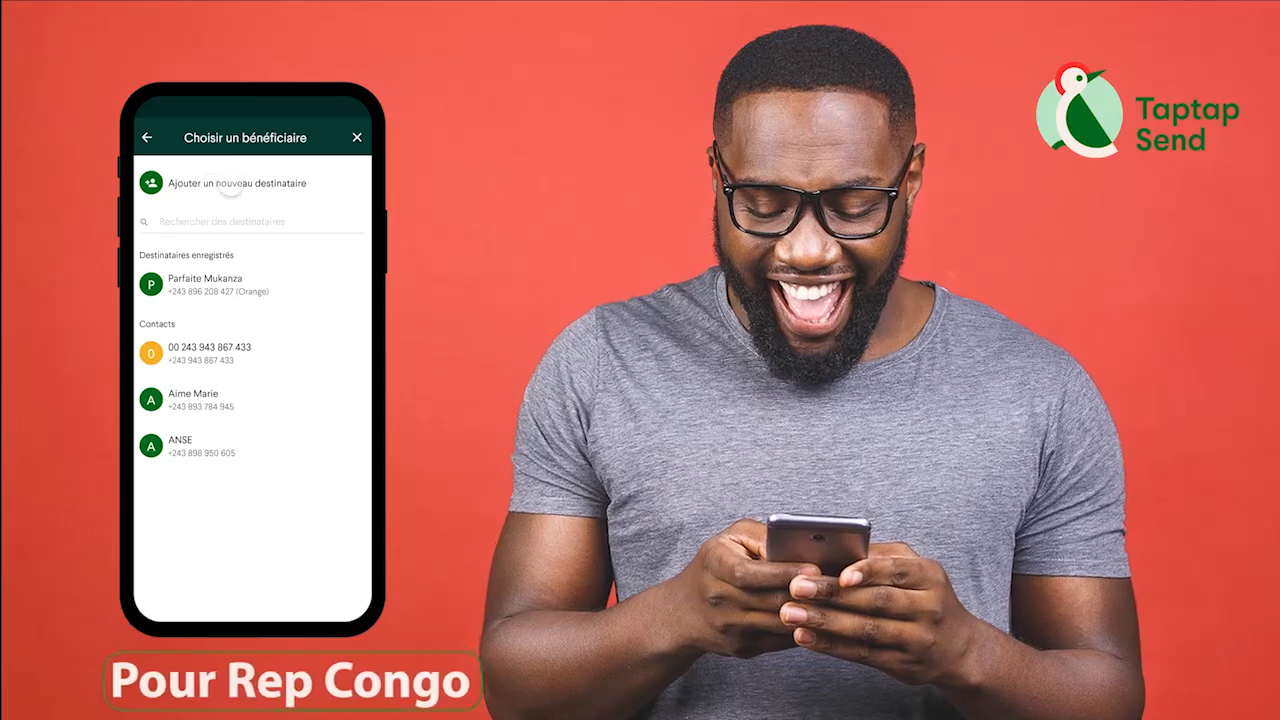 Choisir un bénéficiaire
Ajouter un nouveau destinataire
Rechercher des destinataires
Destinataires enregistrés
P
Parfaite Mukanza
+243 896 208 427 (Orange)
Contacts
0
00 243 943 867 433
+243 943 867 433
A
Aime Marie
+243 893 784 945
A
ANSE
+243 898 950 605
Pour Rep Congo
Taptap
Send